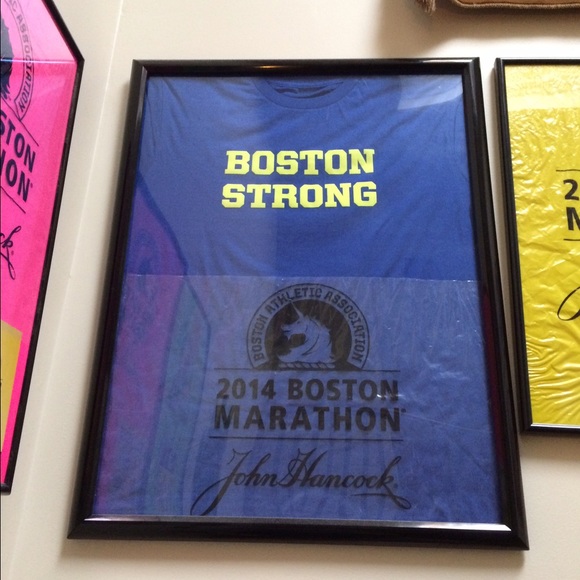 BOSTON
STRONG
BOSTON ATHLETIC ASSOCIATION
2014 BOSTON
MARATHON®
John Hancock